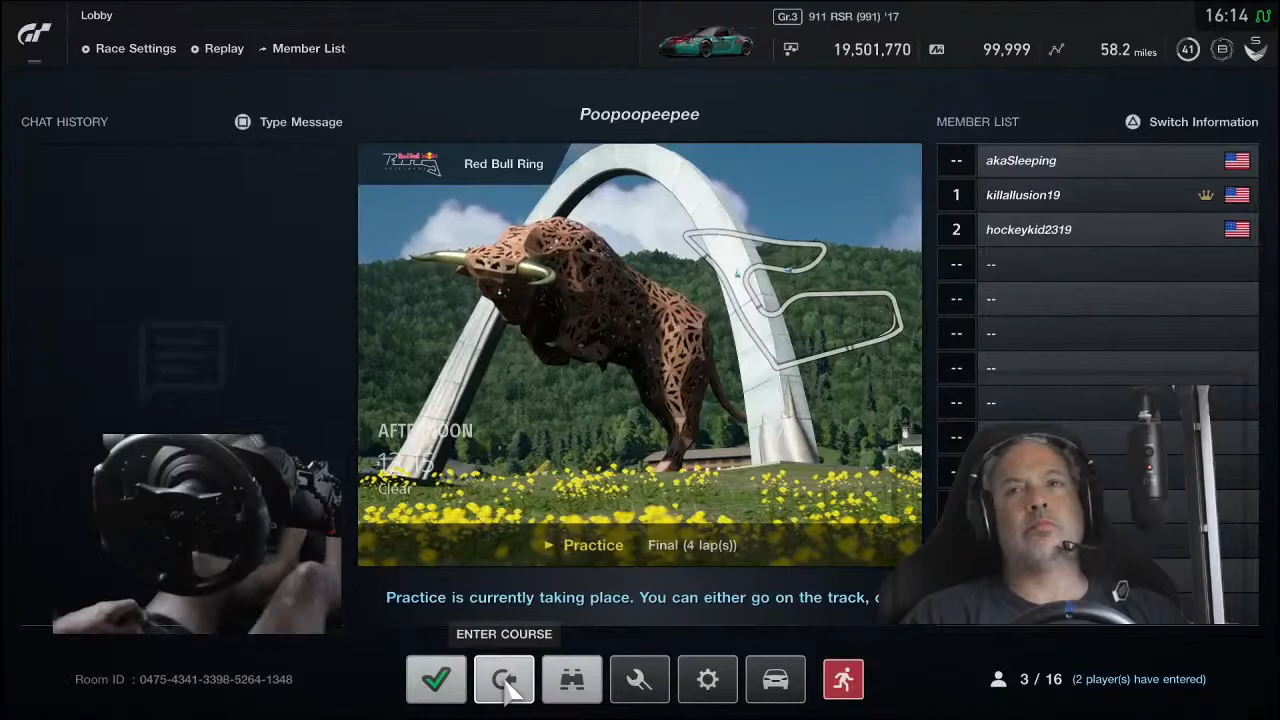 Lobby
Race Settings
Replay
Member List
Gr.3
911 RSR (991) '17
16:14
19,501,770
99,999
58.2 miles
41
B
S
CHAT HISTORY
Type Message
Poopoopeepee
MEMBER LIST
Switch Information
Red Bull Ring
-- akaSleeping
1 killallusion19
2 hockeykid2319
-- --
-- --
-- --
-- --
-- --
--
--
AFTERNOON
12:15
Clear
Practice
Final (4 lap(s))
Practice is currently taking place. You can either go on the track, o
ENTER COURSE
Room ID : 0475-4341-3398-5264-1348
3 / 16
(2 player(s) have entered)